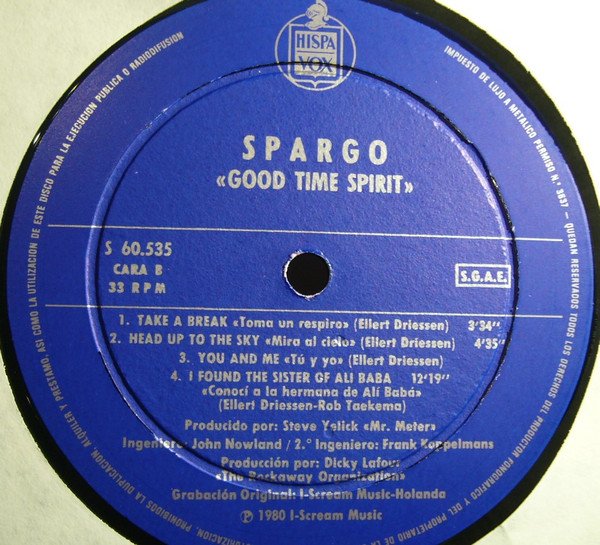 HISPA
VOX
IMPUESTO DE LUJO A METALICO PERMISO N.º 3637 - QUEDAN RESERVADOS TODOS LOS DERECHOS DEL PRODUCTOR FONOGRAFICO Y DEL PROPIETARIO DE LA
AUTORIZACION, PROHIBIDOS LA DUPLICACION, ALQUILER Y PRESTAMO, ASI COMO LA UTILIZACION DE ESTE DISCO PARA LA EJECUCION PUBLICA O RADIODIFUSION
SPARGO
«GOOD TIME SPIRIT»
S 60.535
CARA B
33 RPM
S.G.A.E.
1. TAKE A BREAK «Toma un respiro» (Ellert Driessen) 3'34''
2. HEAD UP TO THE SKY «Mira al cielo» (Ellert Driessen) 4'35''
3. YOU AND ME «Tú y yo» (Ellert Driessen)
4. I FOUND THE SISTER OF ALI BABA 12'19''
«Conocí a la hermana de Alí Babá»
(Ellert Driessen-Rob Taekema)
Producido por: Steve Yelick «Mr. Meter»
Ingeniero: John Nowland / 2.º Ingeniero: Frank Koppelmans
Producción por: Dicky Lafour
«The Rockaway Organization»
Grabación Original: I-Scream Music-Holanda
Ⓟ 1980 I-Scream Music